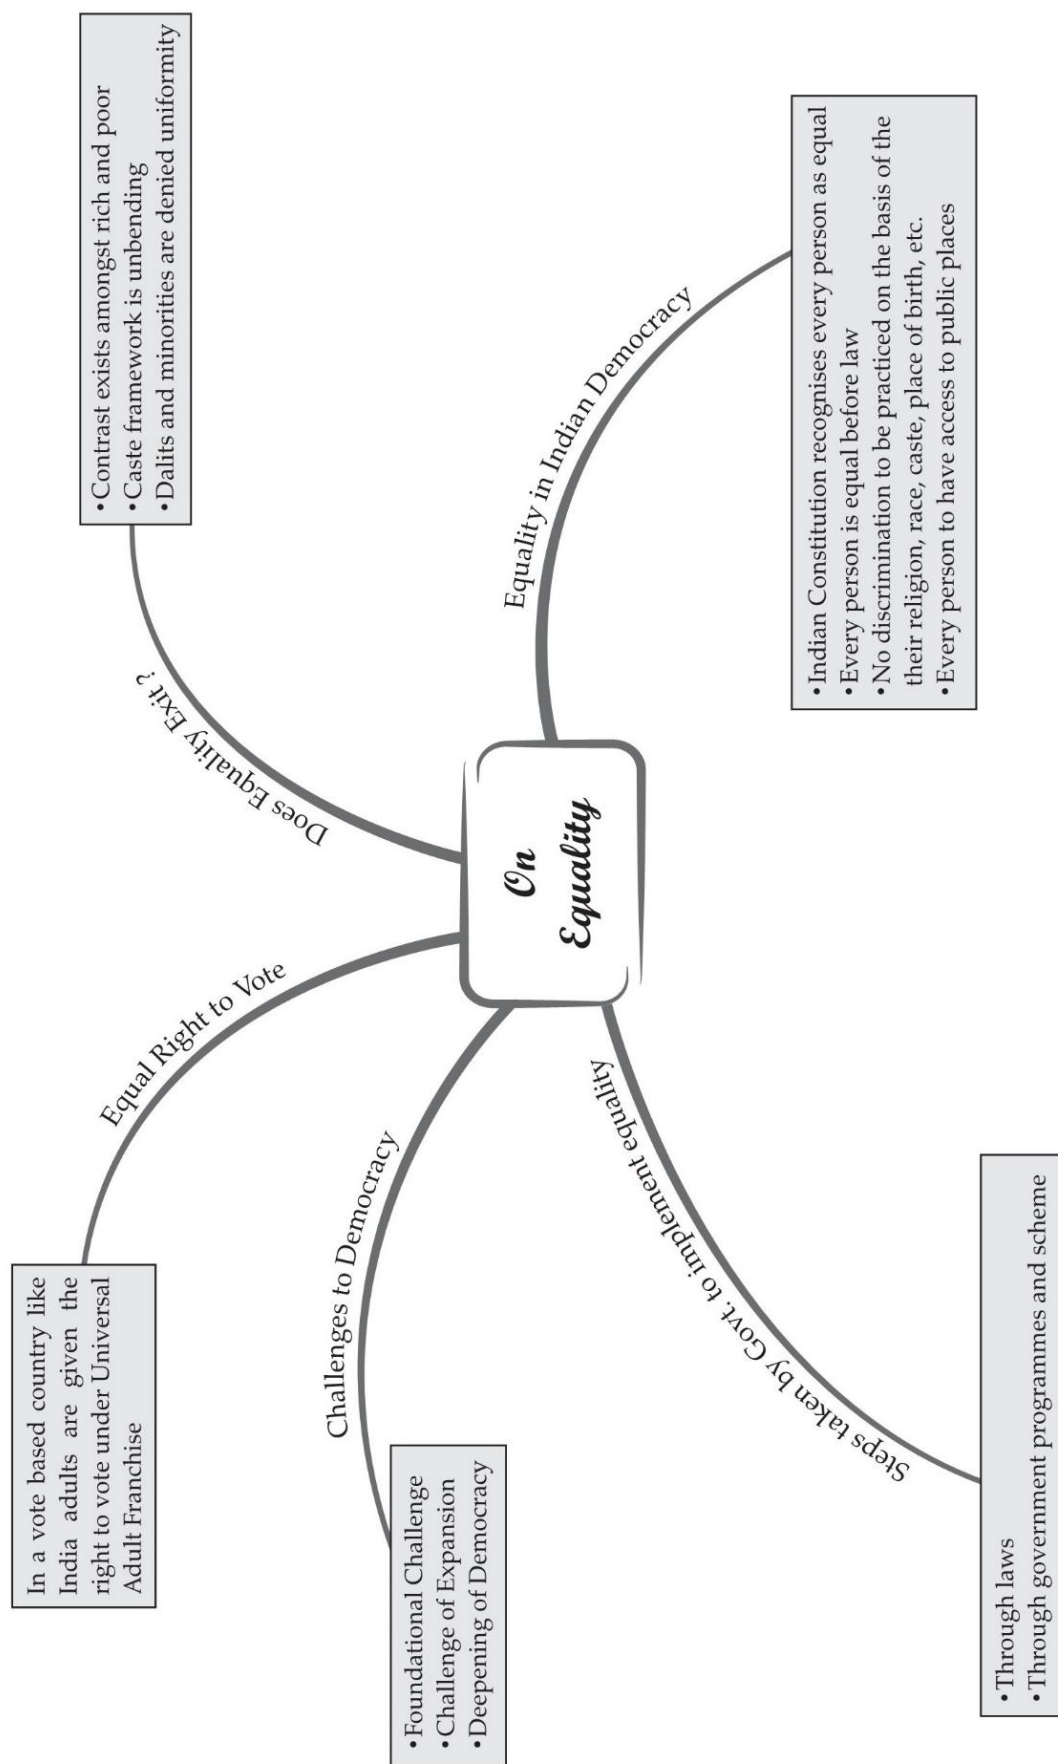 On
Equality
Equal Right to Vote
In a vote based country like
India adults are given the
right to vote under Universal
Adult Franchise
Does Equality Exit ?
•Contrast exists amongst rich and poor
•Caste framework is unbending
•Dalits and minorities are denied uniformity
Challenges to Democracy
•Foundational Challenge
•Challenge of Expansion
•Deepening of Democracy
Equality in Indian Democracy
•Indian Constitution recognises every person as equal
•Every person is equal before law
•No discrimination to be practiced on the basis of the
their religion, race, caste, place of birth, etc.
•Every person to have access to public places
Steps taken by Govt. to implement equality
•Through laws
•Through government programmes and scheme